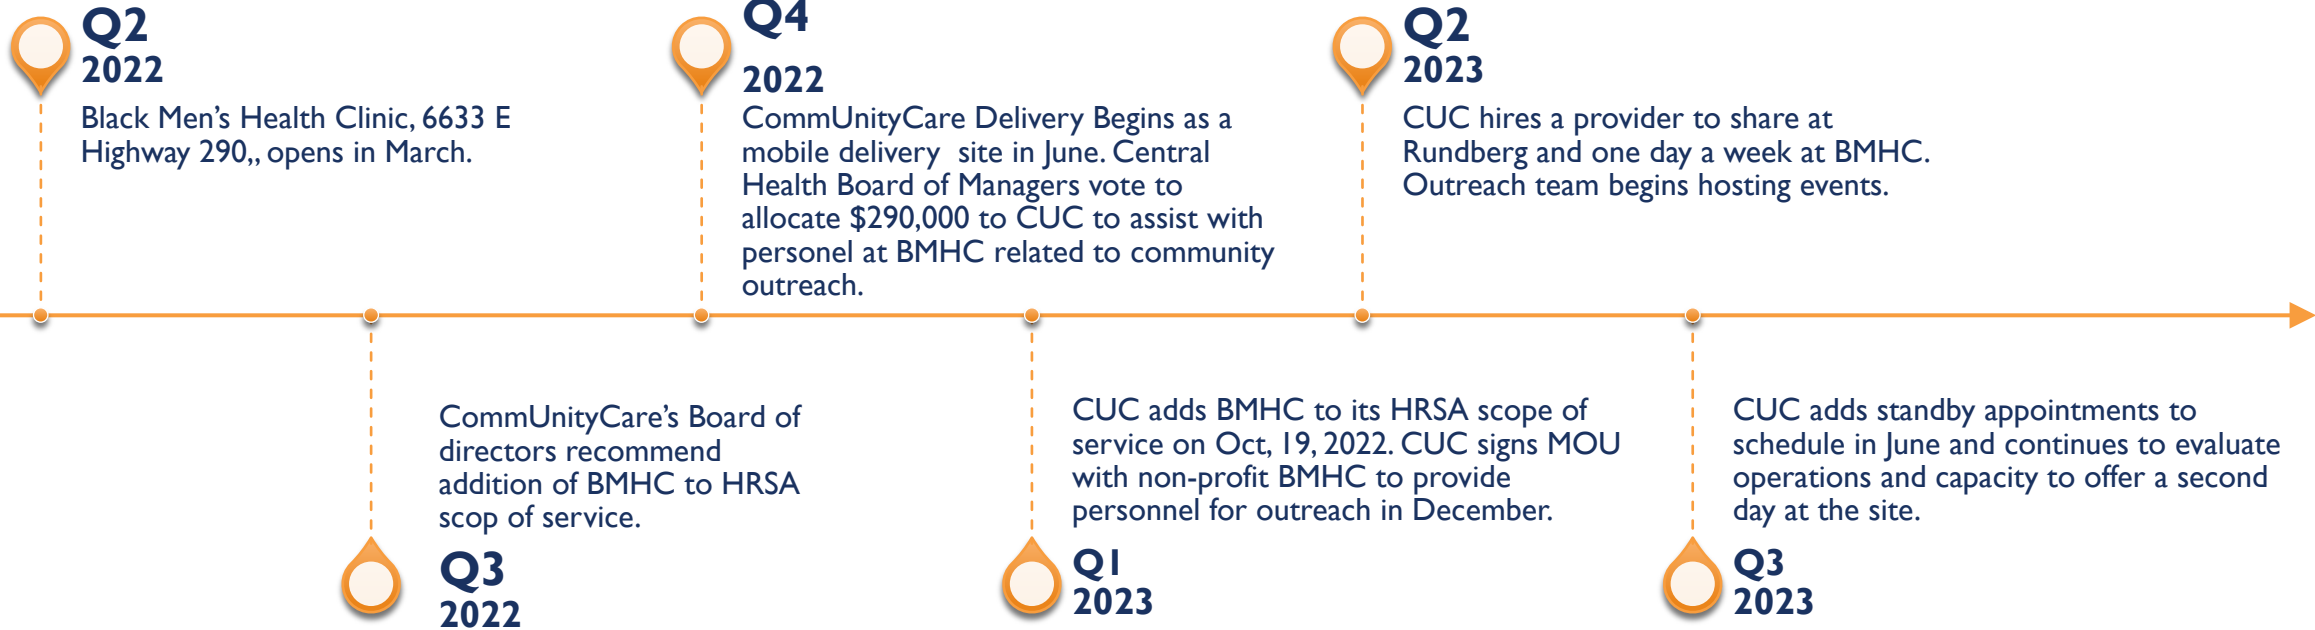 Q2
2022
Black Men’s Health Clinic, 6633 E
Highway 290,, opens in March.
CommUnityCare’s Board of
directors recommend
addition of BMHC to HRSA
scop of service.
Q3
2022
Q4
2022
CommUnityCare Delivery Begins as a
mobile delivery  site in June. Central
Health Board of Managers vote to
allocate $290,000 to CUC to assist with
personel at BMHC related to community
outreach.
CUC adds BMHC to its HRSA scope of
service on Oct, 19, 2022. CUC signs MOU
with non-profit BMHC to provide
personnel for outreach in December.
Q1
2023
Q2
2023
CUC hires a provider to share at
Rundberg and one day a week at BMHC.
Outreach team begins hosting events.
CUC adds standby appointments to
schedule in June and continues to evaluate
operations and capacity to offer a second
day at the site.
Q3
2023